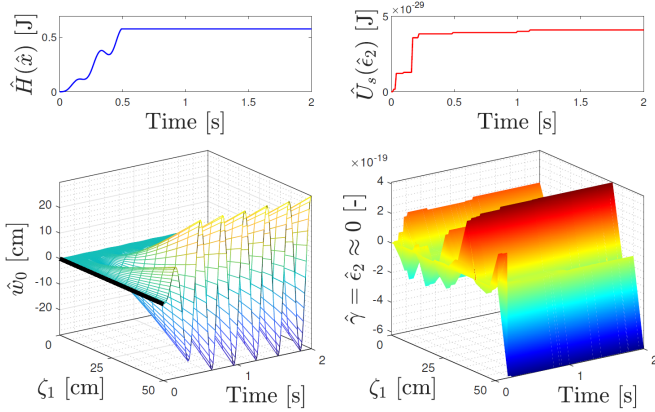 Ĥ(x̂) [J]
0.5
0
0 0.5 1 1.5 2
Time [s]
×10⁻²⁹
Û_s(ε̂₂) [J]
5
0
0 0.5 1 1.5 2
Time [s]
ŵ₀ [cm]
20
10
0
-10
-20
0
25
50
ζ₁ [cm]
0
1
2
Time [s]
×10⁻¹⁹
γ̂ = ε̂₂ ≈ 0 [-]
4
2
0
-2
-4
-6
0
25
50
ζ₁ [cm]
0
1
2
Time [s]